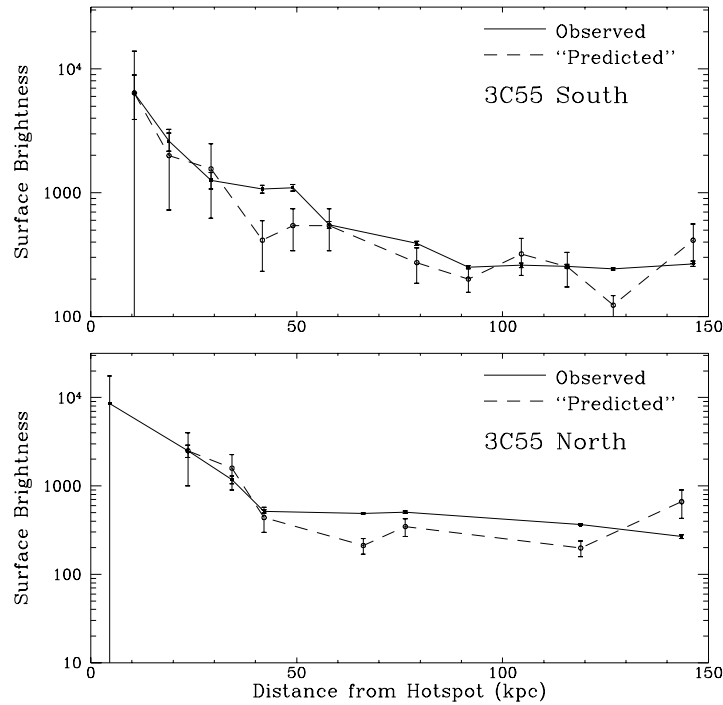 Observed
“Predicted”
3C55 South
Surface Brightness
10⁴
1000
100
0
50
100
150
Observed
“Predicted”
3C55 North
Surface Brightness
10⁴
1000
100
10
0
50
100
150
Distance from Hotspot (kpc)